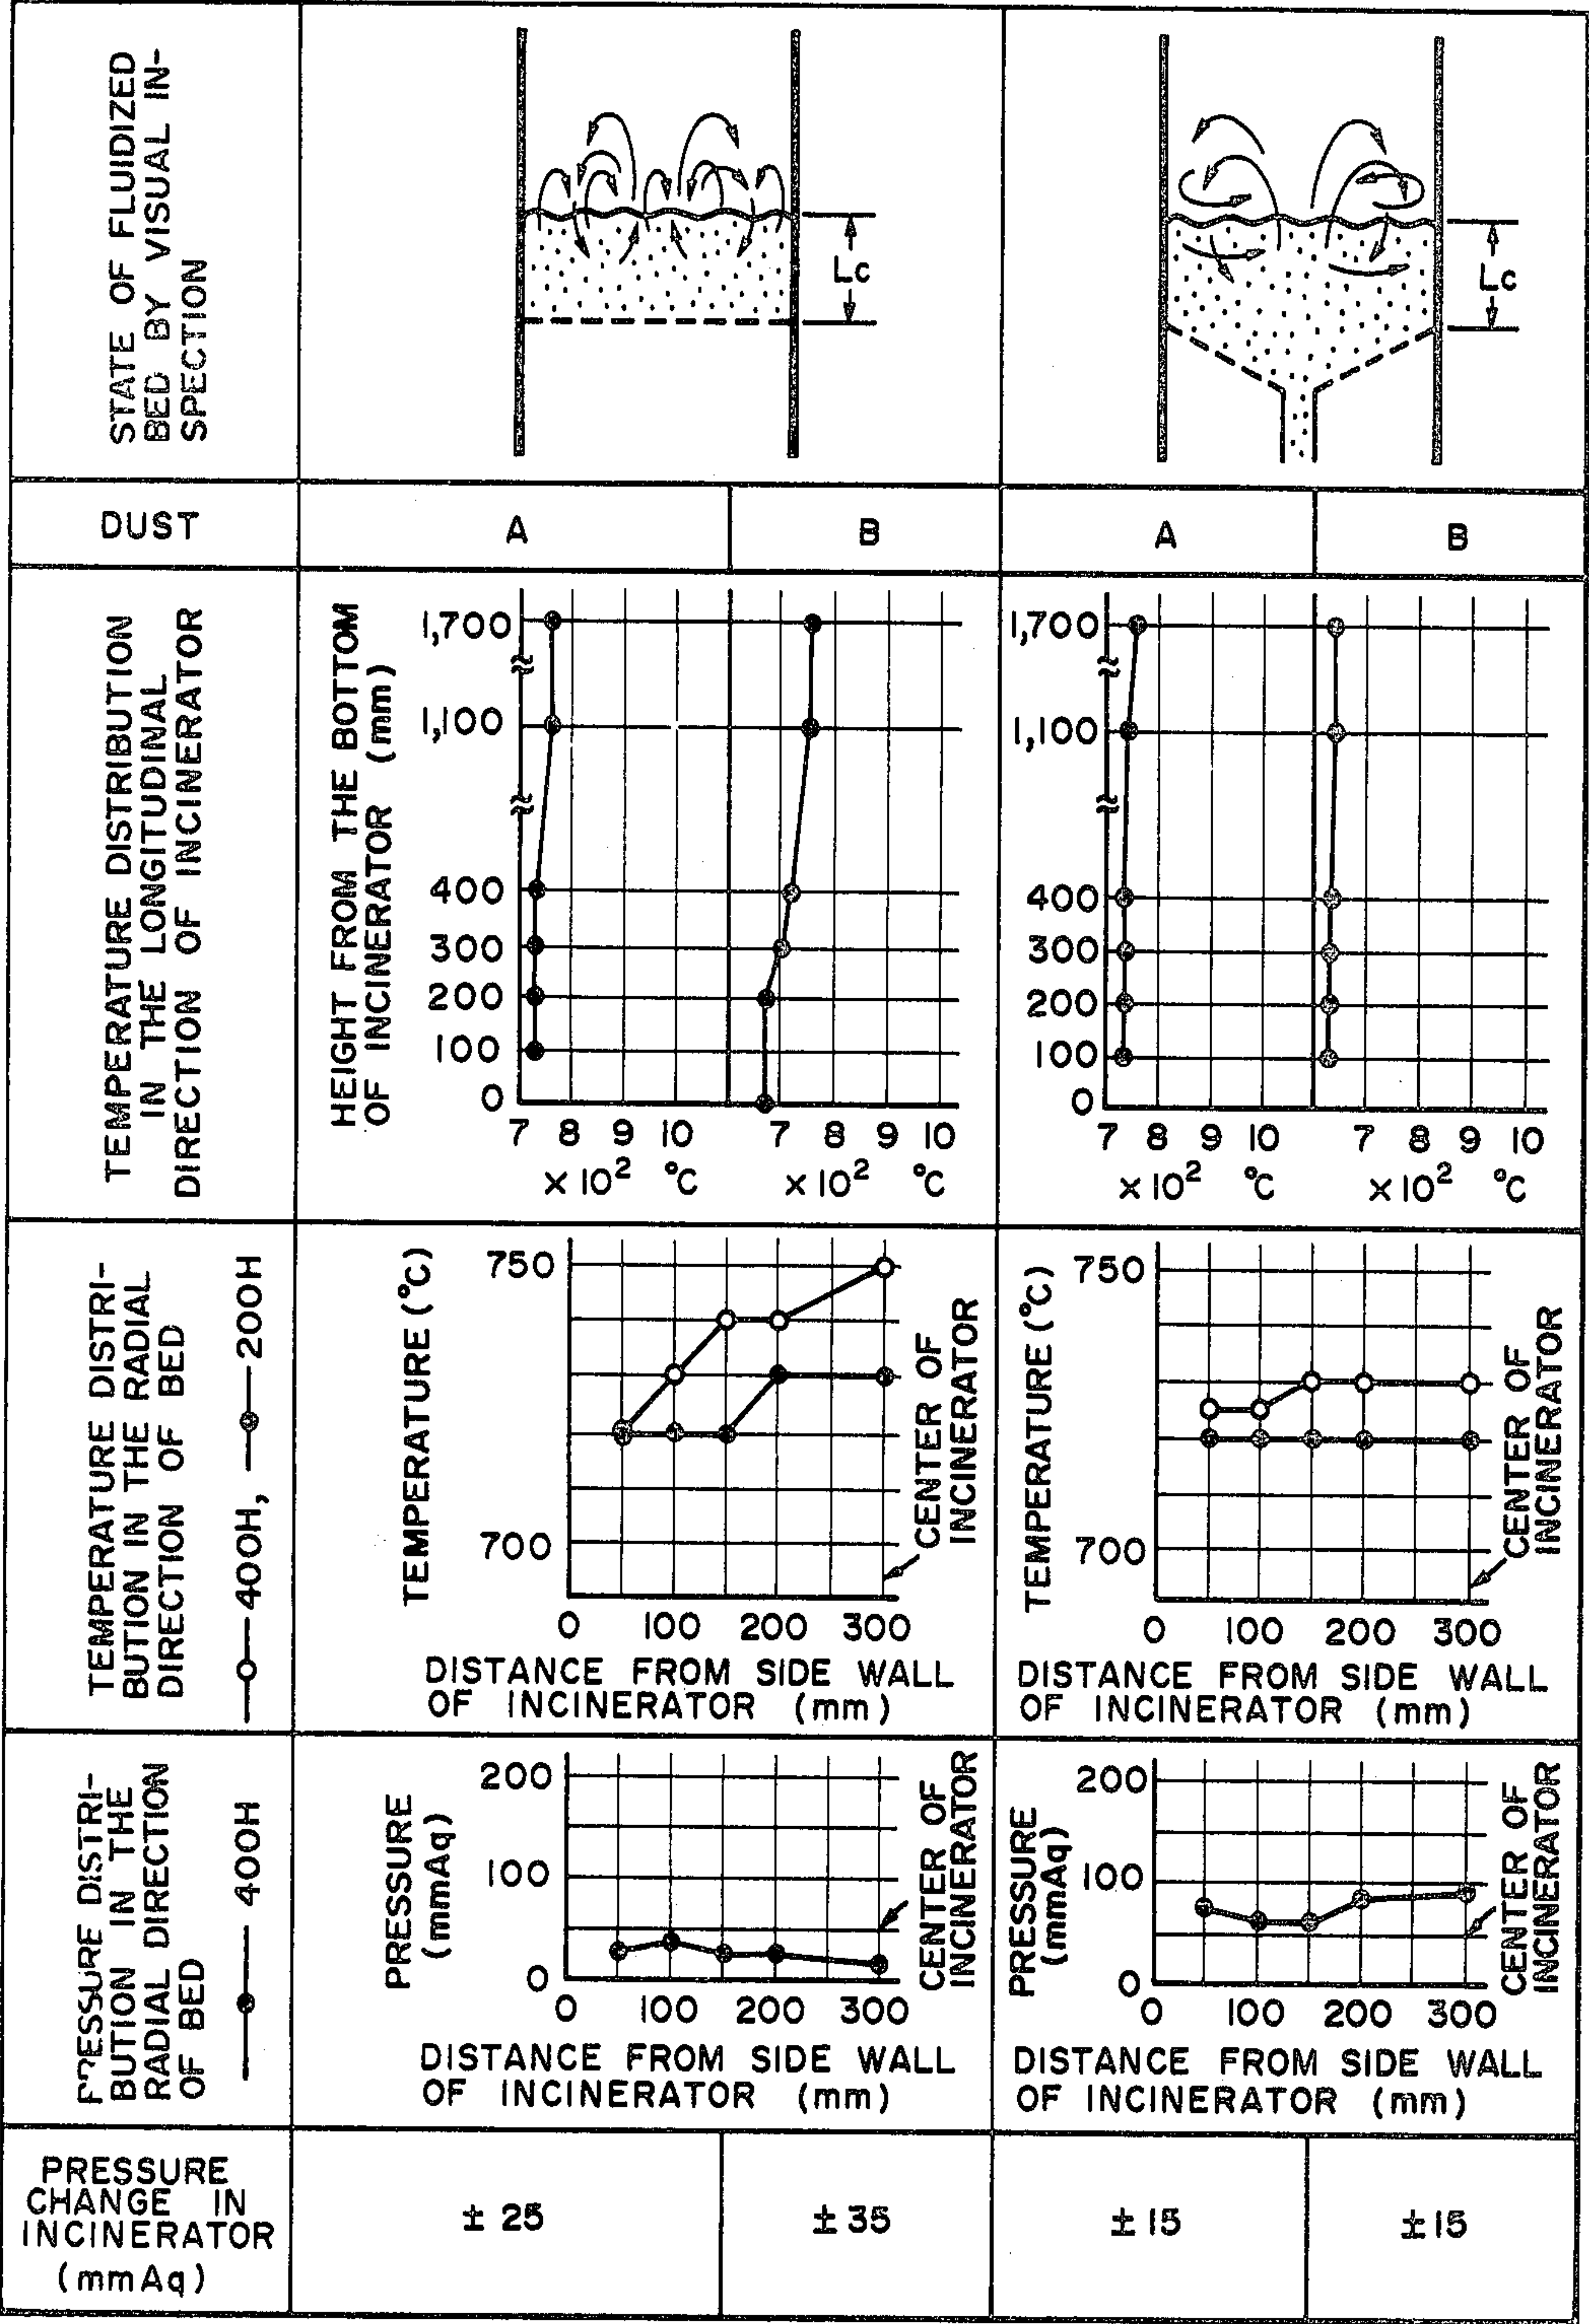 STATE OF FLUIDIZED
BED BY VISUAL IN-
SPECTION
Lc
Lc
DUST
A
B
A
B
TEMPERATURE DISTRIBUTION
IN THE LONGITUDINAL
DIRECTION OF INCINERATOR
HEIGHT FROM THE BOTTOM
OF INCINERATOR (mm)
1,700
1,100
400
300
200
100
0
7 8 9 10
×10² °C
7 8 9 10
×10² °C
1,700
1,100
400
300
200
100
0
7 8 9 10
×10² °C
7 8 9 10
×10² °C
TEMPERATURE DISTRI-
BUTION IN THE RADIAL
DIRECTION OF BED
400H, 200H
TEMPERATURE (°C)
750
700
0 100 200 300
CENTER OF
INCINERATOR
DISTANCE FROM SIDE WALL
OF INCINERATOR (mm)
TEMPERATURE (°C)
750
700
0 100 200 300
CENTER OF
INCINERATOR
DISTANCE FROM SIDE WALL
OF INCINERATOR (mm)
PRESSURE DISTRI-
BUTION IN THE
RADIAL DIRECTION
OF BED
400H
PRESSURE
(mmAq)
200
100
0
0 100 200 300
CENTER OF
INCINERATOR
DISTANCE FROM SIDE WALL
OF INCINERATOR (mm)
PRESSURE
(mmAq)
200
100
0
0 100 200 300
CENTER OF
INCINERATOR
DISTANCE FROM SIDE WALL
OF INCINERATOR (mm)
PRESSURE
CHANGE IN
INCINERATOR
(mmAq)
± 25
± 35
±15
±15